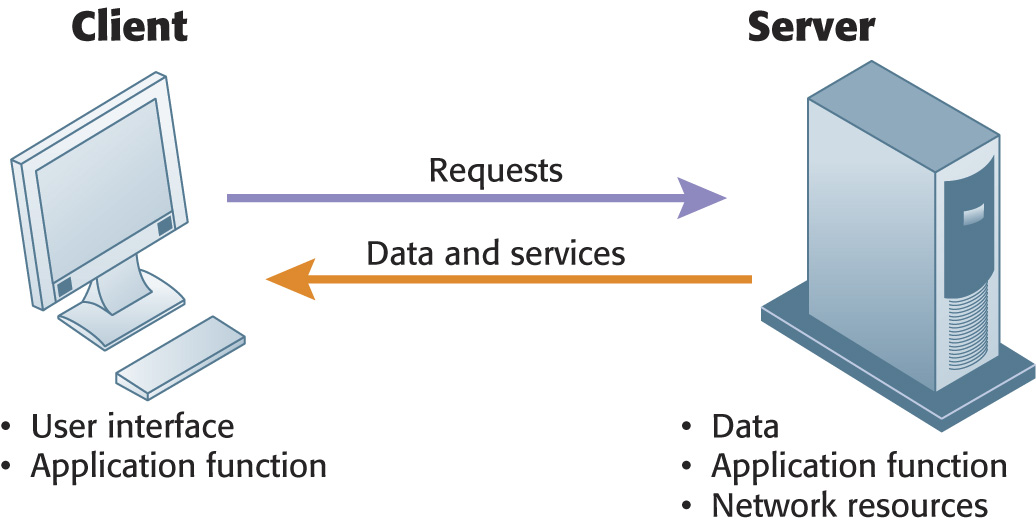 Client
Server
Requests
Data and services
• User interface
• Application function
• Data
• Application function
• Network resources